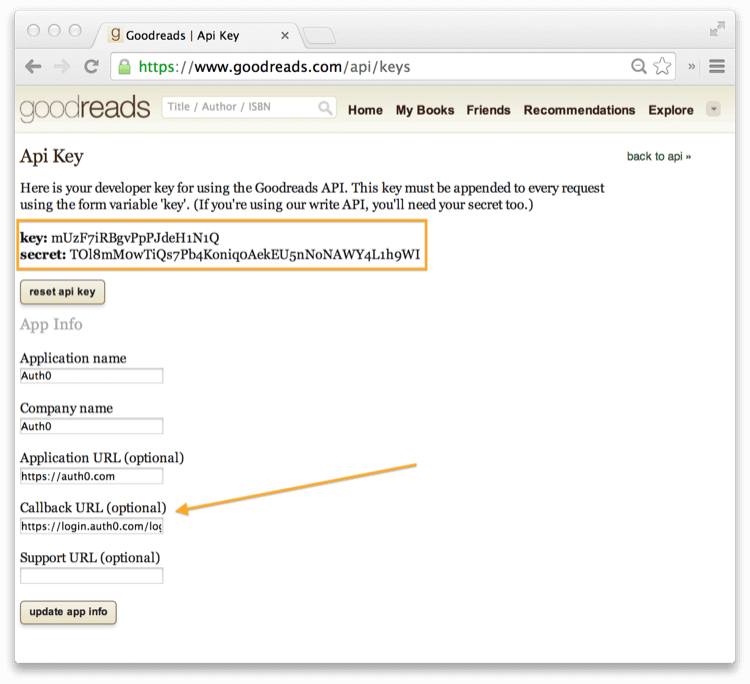 Goodreads | Api Key
https://www.goodreads.com/api/keys
goodreads Title / Author / ISBN Home My Books Friends Recommendations Explore
Api Key back to api »
Here is your developer key for using the Goodreads API. This key must be appended to every request
using the form variable 'key'. (If you're using our write API, you'll need your secret too.)
key: mUzF7iRBgvPpPJdeH1N1Q
secret: TOl8mM0wTiQs7Pb4Koniq0AekEU5nNoNAWY4L1h9WI
reset api key
App Info
Application name
Auth0
Company name
Auth0
Application URL (optional)
https://auth0.com
Callback URL (optional)
https://login.auth0.com/log
Support URL (optional)
update app info